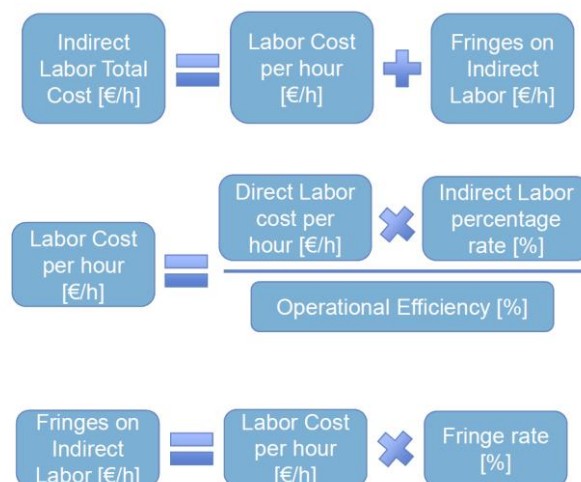 Indirect
Labor Total
Cost [€/h]
Labor Cost
per hour
[€/h]
Fringes on
Indirect
Labor [€/h]
Labor Cost
per hour
[€/h]
Direct Labor
cost per
hour [€/h]
Indirect Labor
percentage
rate [%]
Operational Efficiency [%]
Fringes on
Indirect
Labor [€/h]
Labor Cost
per hour
[€/h]
Fringe rate
[%]